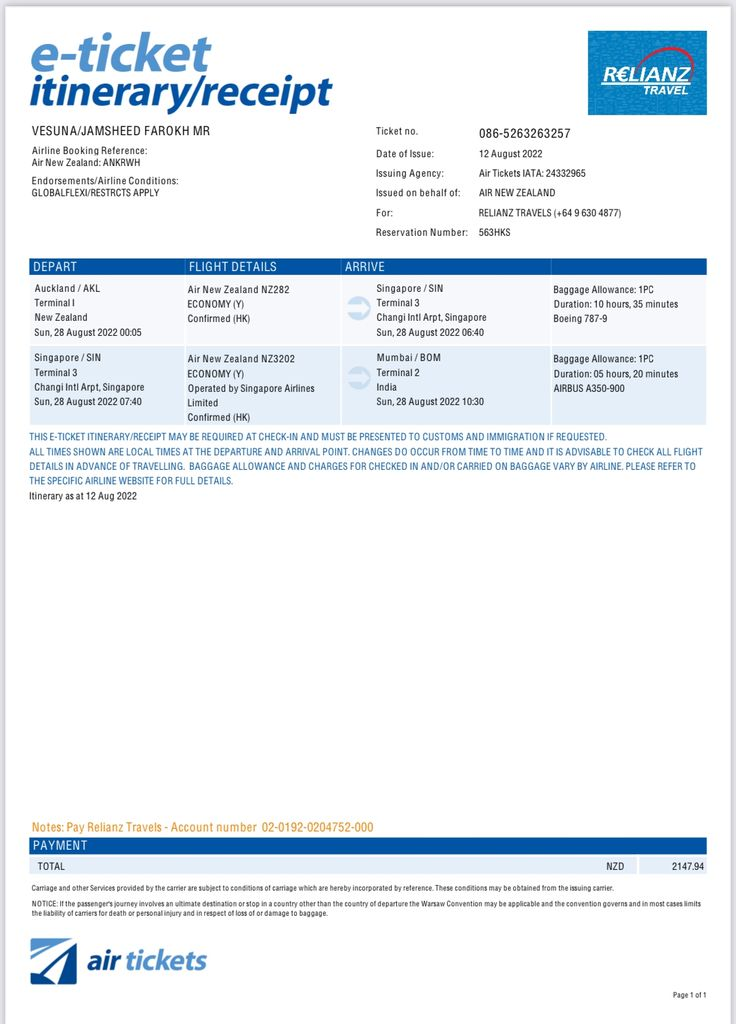 e-ticket
itinerary/receipt
RELIANZ
TRAVEL
VESUNA/JAMSHEED FAROKH MR
Airline Booking Reference:
Air New Zealand: ANKRWH
Endorsements/Airline Conditions:
GLOBALFLEXI/RESTRCTS APPLY
Ticket no. 086-5263263257
Date of Issue: 12 August 2022
Issuing Agency: Air Tickets IATA: 24332965
Issued on behalf of: AIR NEW ZEALAND
For: RELIANZ TRAVELS (+64 9 630 4877)
Reservation Number: 563HKS
DEPART FLIGHT DETAILS ARRIVE
Auckland / AKL
Terminal I
New Zealand
Sun, 28 August 2022 00:05
Air New Zealand NZ282
ECONOMY (Y)
Confirmed (HK)
Singapore / SIN
Terminal 3
Changi Intl Arpt, Singapore
Sun, 28 August 2022 06:40
Baggage Allowance: 1PC
Duration: 10 hours, 35 minutes
Boeing 787-9
Singapore / SIN
Terminal 3
Changi Intl Arpt, Singapore
Sun, 28 August 2022 07:40
Air New Zealand NZ3202
ECONOMY (Y)
Operated by Singapore Airlines
Limited
Confirmed (HK)
Mumbai / BOM
Terminal 2
India
Sun, 28 August 2022 10:30
Baggage Allowance: 1PC
Duration: 05 hours, 20 minutes
AIRBUS A350-900
THIS E-TICKET ITINERARY/RECEIPT MAY BE REQUIRED AT CHECK-IN AND MUST BE PRESENTED TO CUSTOMS AND IMMIGRATION IF REQUESTED.
ALL TIMES SHOWN ARE LOCAL TIMES AT THE DEPARTURE AND ARRIVAL POINT. CHANGES DO OCCUR FROM TIME TO TIME AND IT IS ADVISABLE TO CHECK ALL FLIGHT
DETAILS IN ADVANCE OF TRAVELLING. BAGGAGE ALLOWANCE AND CHARGES FOR CHECKED IN AND/OR CARRIED ON BAGGAGE VARY BY AIRLINE. PLEASE REFER TO
THE SPECIFIC AIRLINE WEBSITE FOR FULL DETAILS.
Itinerary as at 12 Aug 2022
Notes: Pay Relianz Travels - Account number 02-0192-0204752-000
PAYMENT
TOTAL NZD 2147.94
Carriage and other Services provided by the carrier are subject to conditions of carriage which are hereby incorporated by reference. These conditions may be obtained from the issuing carrier.
NOTICE: If the passenger's journey involves an ultimate destination or stop in a country other than the country of departure the Warsaw Convention may be applicable and the convention governs and in most cases limits
the liability of carriers for death or personal injury and in respect of loss of or damage to baggage.
air tickets
Page 1 of 1